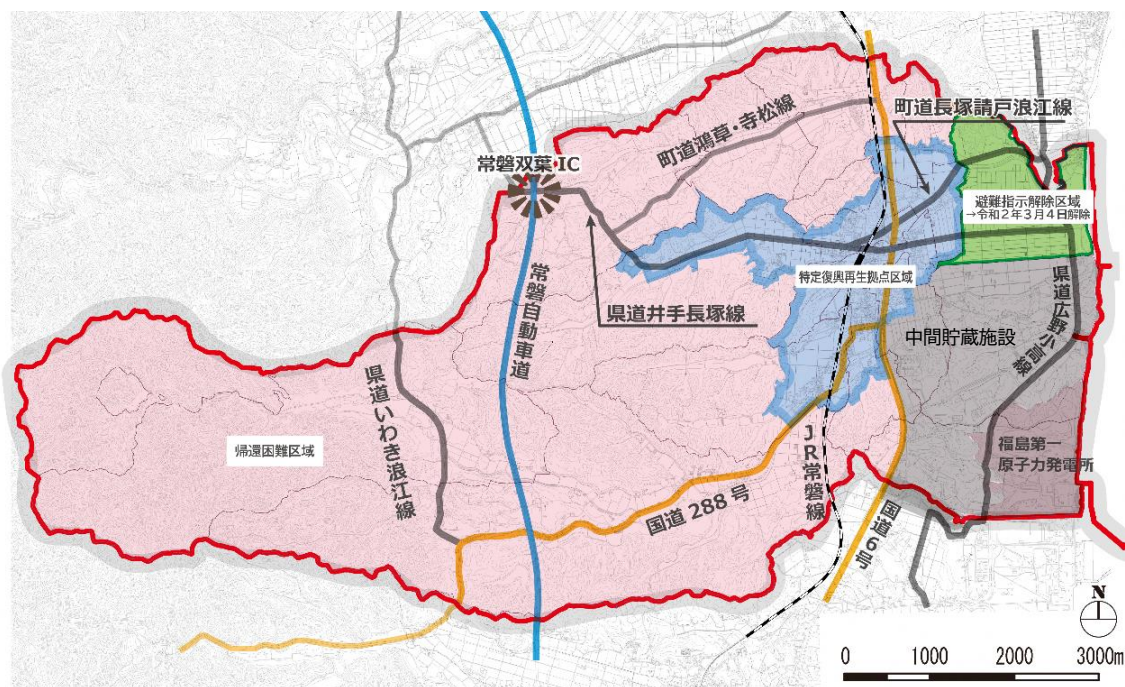 町道長塚請戸浪江線
町道鴻草・寺松線
常磐双葉 IC
避難指示解除区域
→令和2年3月4日解除
常磐自動車道
県道井手長塚線
特定復興再生拠点区域
県道広野小高線
中間貯蔵施設
県道いわき浪江線
帰還困難区域
福島第一
原子力発電所
JR常磐線
国道 288 号
国道6号
N
0 1000 2000 3000m